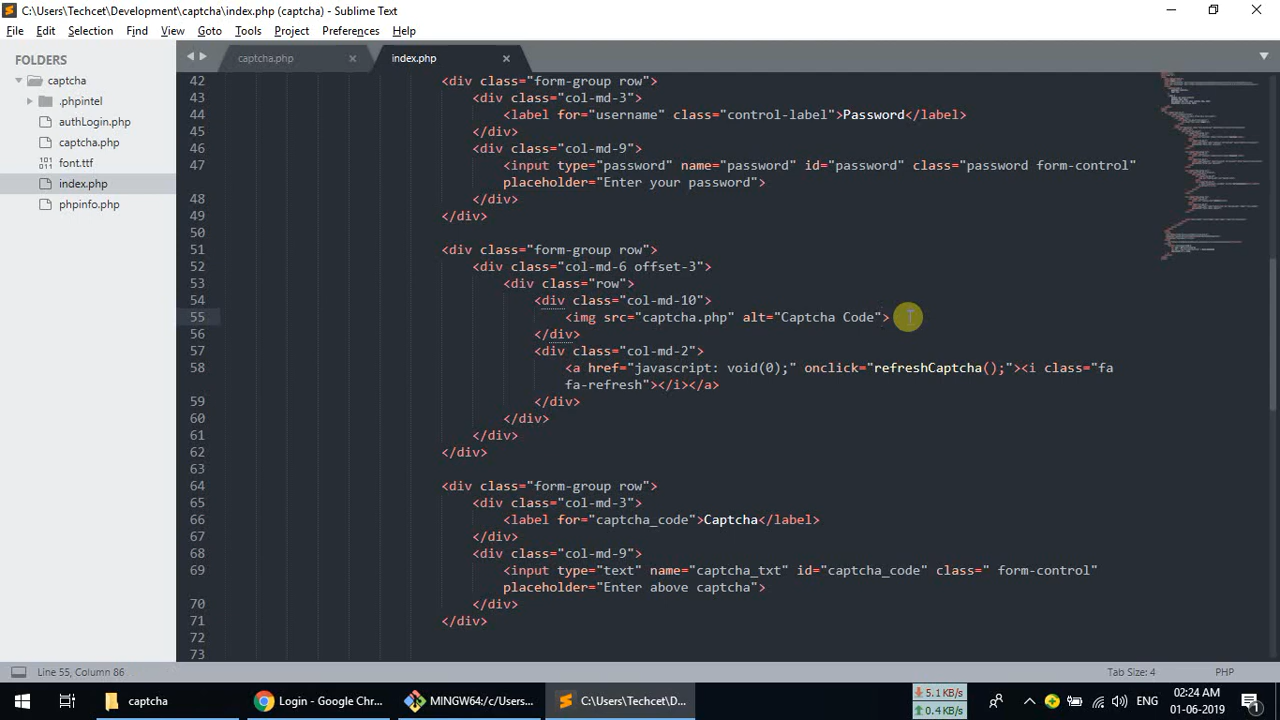 C:\Users\Techcet\Development\captcha\index.php (captcha) - Sublime Text
File Edit Selection Find View Goto Tools Project Preferences Help
FOLDERS
captcha
.phpintel
authLogin.php
captcha.php
font.ttf
index.php
phpinfo.php
captcha.php
index.php
42 <div class="form-group row">
43 <div class="col-md-3">
44 <label for="username" class="control-label">Password</label>
45 </div>
46 <div class="col-md-9">
47 <input type="password" name="password" id="password" class="password form-control"
placeholder="Enter your password">
48 </div>
49 </div>
50
51 <div class="form-group row">
52 <div class="col-md-6 offset-3">
53 <div class="row">
54 <div class="col-md-10">
55 <img src="captcha.php" alt="Captcha Code">
56 </div>
57 <div class="col-md-2">
58 <a href="javascript: void(0);" onclick="refreshCaptcha();"><i class="fa
fa-refresh"></i></a>
59 </div>
60 </div>
61 </div>
62 </div>
63
64 <div class="form-group row">
65 <div class="col-md-3">
66 <label for="captcha_code">Captcha</label>
67 </div>
68 <div class="col-md-9">
69 <input type="text" name="captcha_txt" id="captcha_code" class=" form-control"
placeholder="Enter above captcha">
70 </div>
71 </div>
72
73
Line 55, Column 86
Tab Size: 4
PHP
captcha
Login - Google Chr...
MINGW64:/c/Users...
C:\Users\Techcet\D...
5.1 KB/s
0.4 KB/s
ENG
02:24 AM
01-06-2019
1